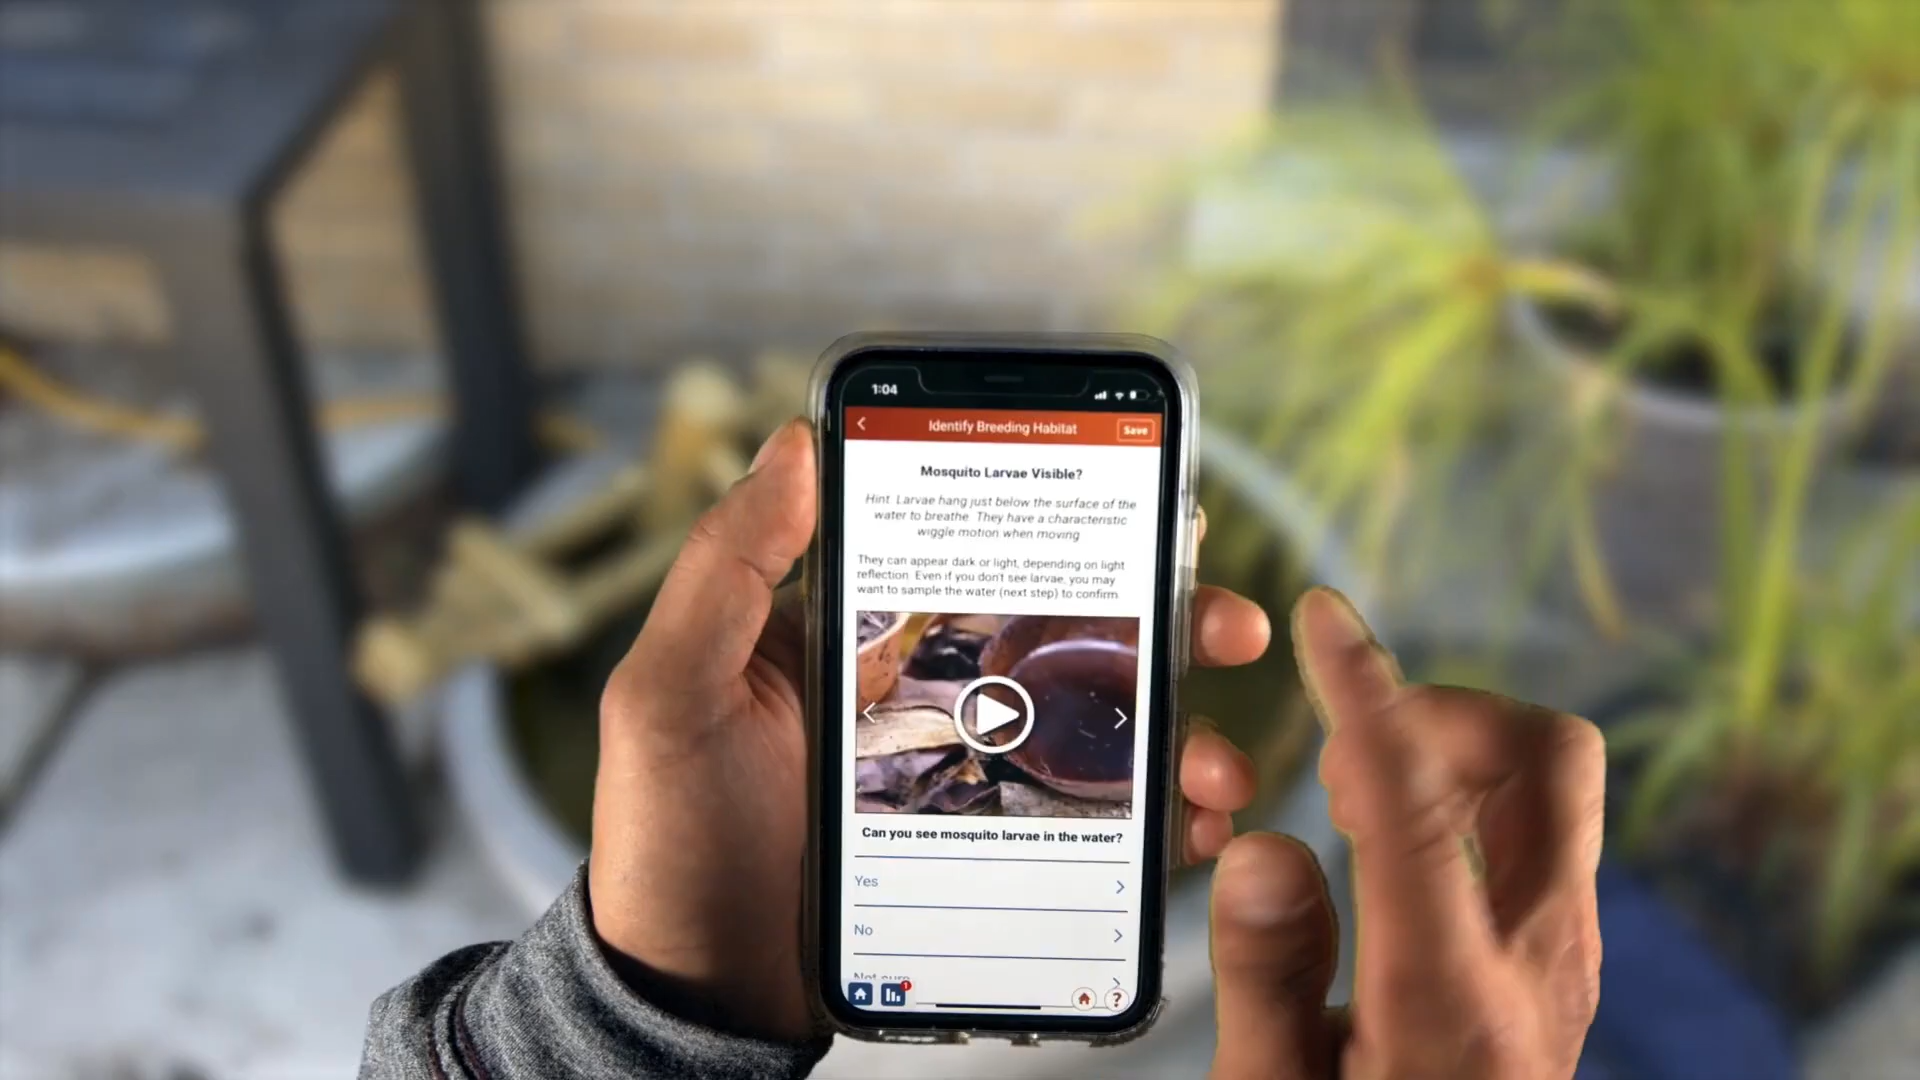 1:04
Identify Breeding Habitat
Save
Mosquito Larvae Visible?
Hint: Larvae hang just below the surface of the
water to breathe. They have a characteristic
wiggle motion when moving
They can appear dark or light, depending on light
reflection. Even if you don't see larvae, you may
want to sample the water (next step) to confirm.
Can you see mosquito larvae in the water?
Yes
No
Not sure
1
?